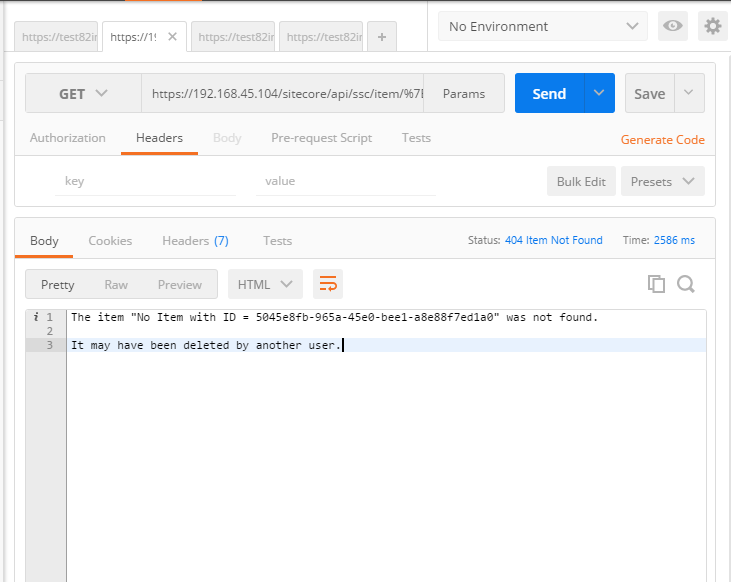 https://test82in
https://19
https://test82in
https://test82in
No Environment
GET
https://192.168.45.104/sitecore/api/ssc/item/%7E
Params
Send
Save
Authorization
Headers
Body
Pre-request Script
Tests
Generate Code
key
value
Bulk Edit
Presets
Body
Cookies
Headers (7)
Tests
Status: 404 Item Not Found
Time: 2586 ms
Pretty
Raw
Preview
HTML
i 1 The item "No Item with ID = 5045e8fb-965a-45e0-bee1-a8e88f7ed1a0" was not found.
2
3 It may have been deleted by another user.